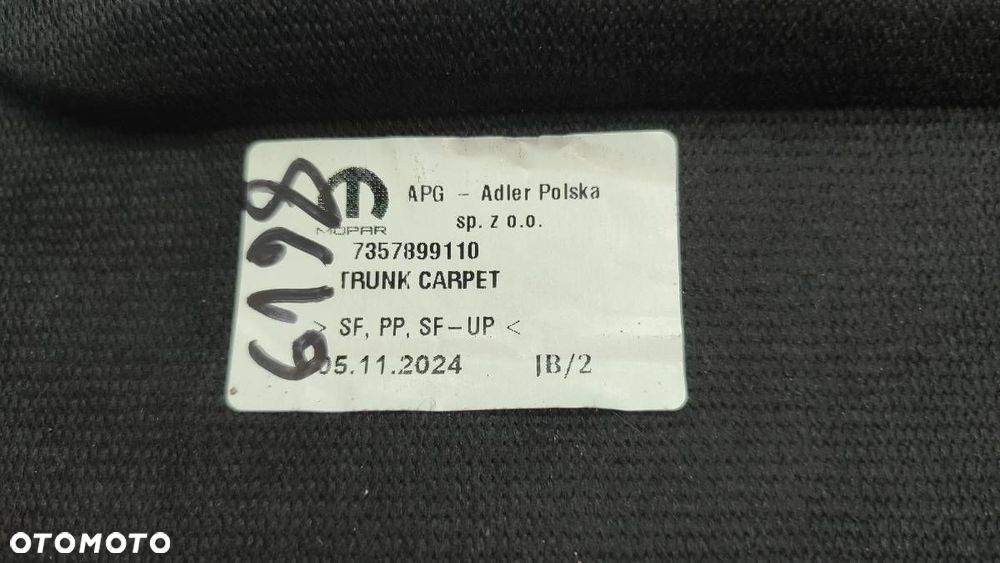 APG - Adler Polska
sp. z o.o.
MOPAR
7357899110
TRUNK CARPET
> SF, PP, SF-UP <
05.11.2024 JB/2
6198
OTOMOTO